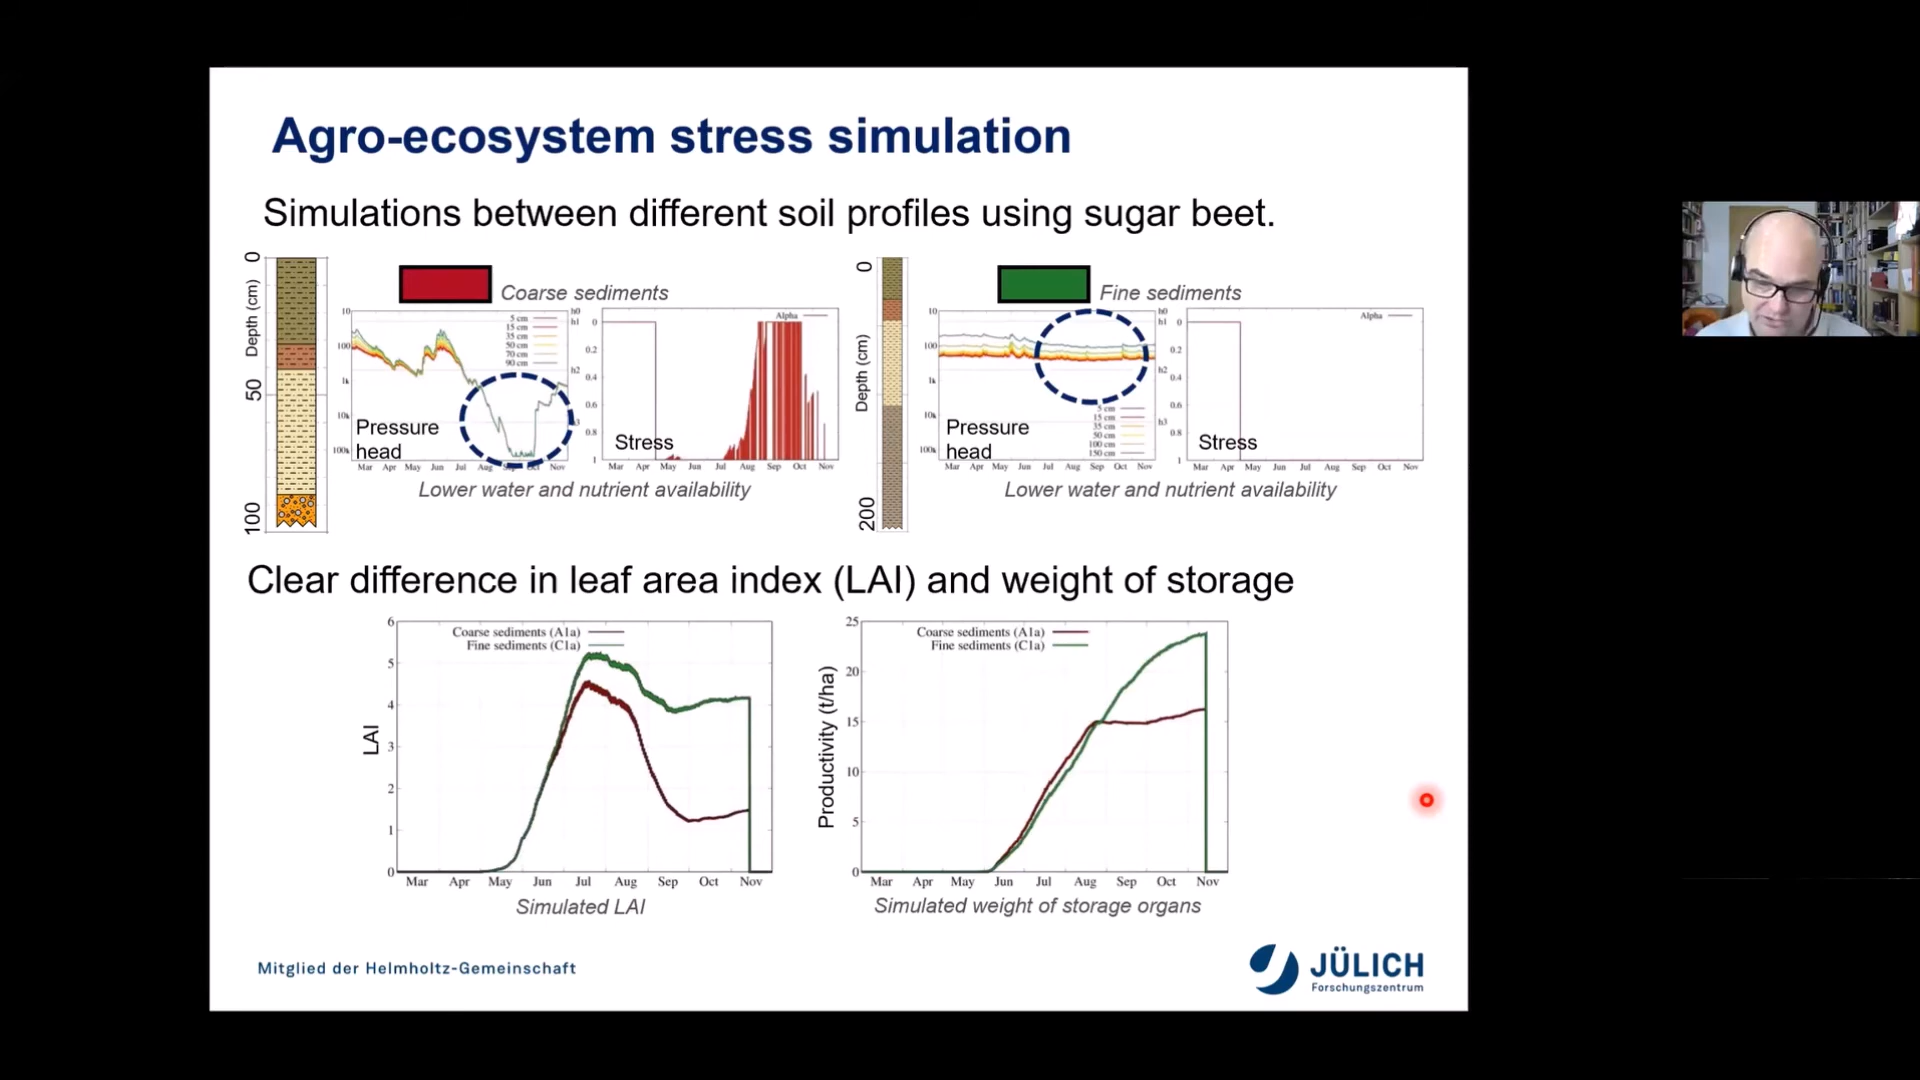 Agro-ecosystem stress simulation
Simulations between different soil profiles using sugar beet.
Depth (cm)
0
50
100
Coarse sediments
10
100
1k
10k
100k
5 cm
15 cm
35 cm
50 cm
70 cm
90 cm
h0
h1
h2
h3
Pressure
head
Mar Apr May Jun Jul Aug Sep Oct Nov
Alpha
0
0.2
0.4
0.6
0.8
1
Stress
Mar Apr May Jun Jul Aug Sep Oct Nov
Lower water and nutrient availability
Depth (cm)
0
200
Fine sediments
10
100
1k
10k
100k
h0
h1
h2
h3
5 cm
15 cm
35 cm
50 cm
100 cm
150 cm
Pressure
head
Mar Apr May Jun Jul Aug Sep Oct Nov
Alpha
0
0.2
0.4
0.6
0.8
1
Stress
Mar Apr May Jun Jul Aug Sep Oct Nov
Lower water and nutrient availability
Clear difference in leaf area index (LAI) and weight of storage
LAI
6
5
4
3
2
1
0
Coarse sediments (A1a)
Fine sediments (C1a)
Mar Apr May Jun Jul Aug Sep Oct Nov
Simulated LAI
Productivity (t/ha)
25
20
15
10
5
0
Coarse sediments (A1a)
Fine sediments (C1a)
Mar Apr May Jun Jul Aug Sep Oct Nov
Simulated weight of storage organs
Mitglied der Helmholtz-Gemeinschaft
JÜLICH
Forschungszentrum